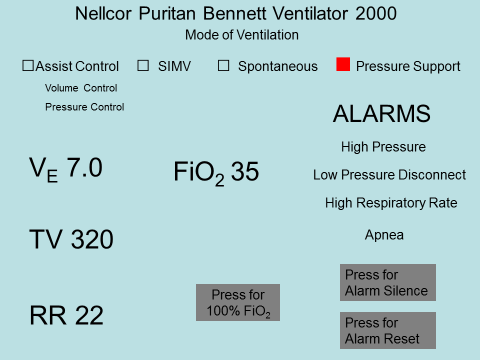 Nellcor Puritan Bennett Ventilator 2000
Mode of Ventilation
Assist Control
SIMV
Spontaneous
Pressure Support
Volume Control
Pressure Control
ALARMS
High Pressure
Low Pressure Disconnect
High Respiratory Rate
Apnea
VE 7.0
FiO2 35
TV 320
RR 22
Press for
100% FiO2
Press for
Alarm Silence
Press for
Alarm Reset